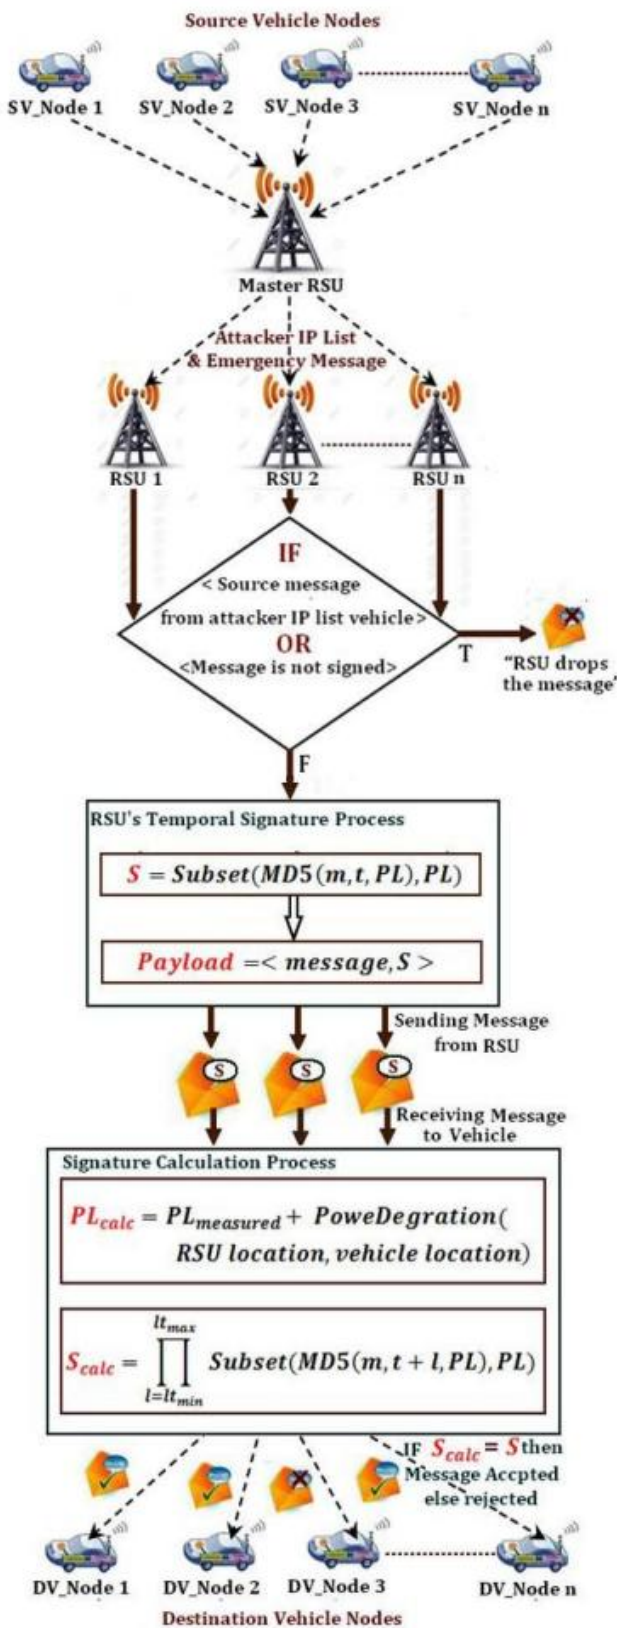 Source Vehicle Nodes
SV_Node 1
SV_Node 2
SV_Node 3
SV_Node n
Master RSU
Attacker IP List
& Emergency Message
RSU 1
RSU 2
RSU n
IF
< Source message
from attacker IP list vehicle>
OR
<Message is not signed>
T
"RSU drops
the message"
F
RSU's Temporal Signature Process
S = Subset(MD5(m,t,PL),PL)
Payload =< message,S >
Sending Message
from RSU
S
S
S
Receiving Message
to Vehicle
Signature Calculation Process
PLcalc = PLmeasured + PoweDegration(
RSU location, vehicle location)
ltmax
Scalc = ∏ Subset(MD5(m,t + l,PL),PL)
l=ltmin
IF Scalc = S then
Message Accpted
else rejected
DV_Node 1
DV_Node 2
DV_Node 3
DV_Node n
Destination Vehicle Nodes